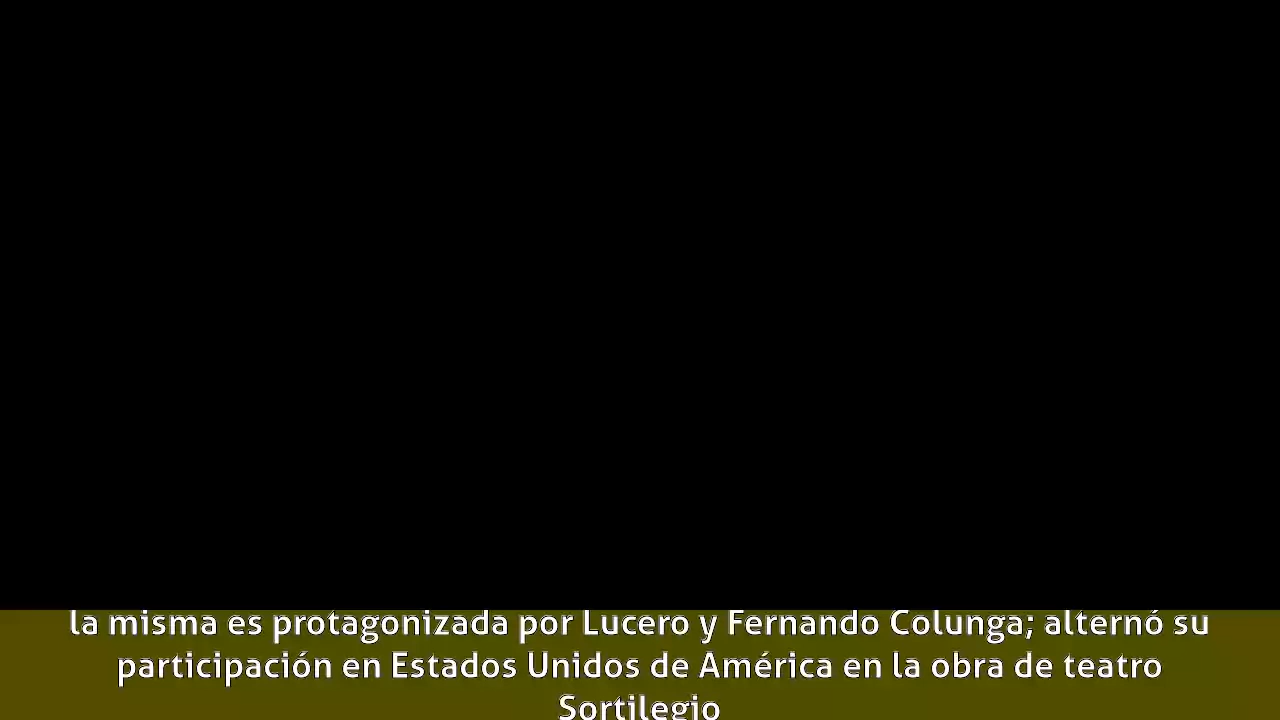 la misma es protagonizada por Lucero y Fernando Colunga; alternó su
participación en Estados Unidos de América en la obra de teatro
Sortilegio